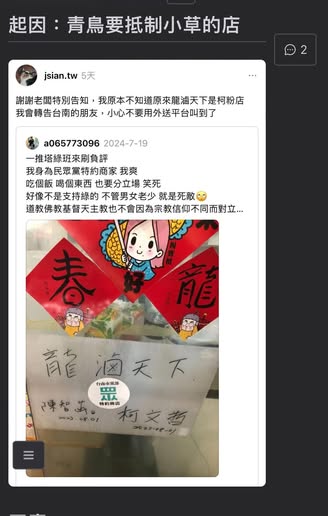 起因：青鳥要抵制小草的店
2
jsian.tw 5天
謝謝老闆特別告知，我原本不知道原來龍滷天下是柯粉店
我會轉告台南的朋友，小心不要用外送平台叫到了
a065773096 2024-7-19
一推塔綠班來刷負評
我身為民眾黨特約商家 我爽
吃個飯 喝個東西 也要分立場 笑死
好像不是支持綠的 不管男女老少 就是死敵
道教佛教基督天主教也不會因為宗教信仰不同而對立...
好
春
龍
龍滷天下
眾
特約商店
柯文哲